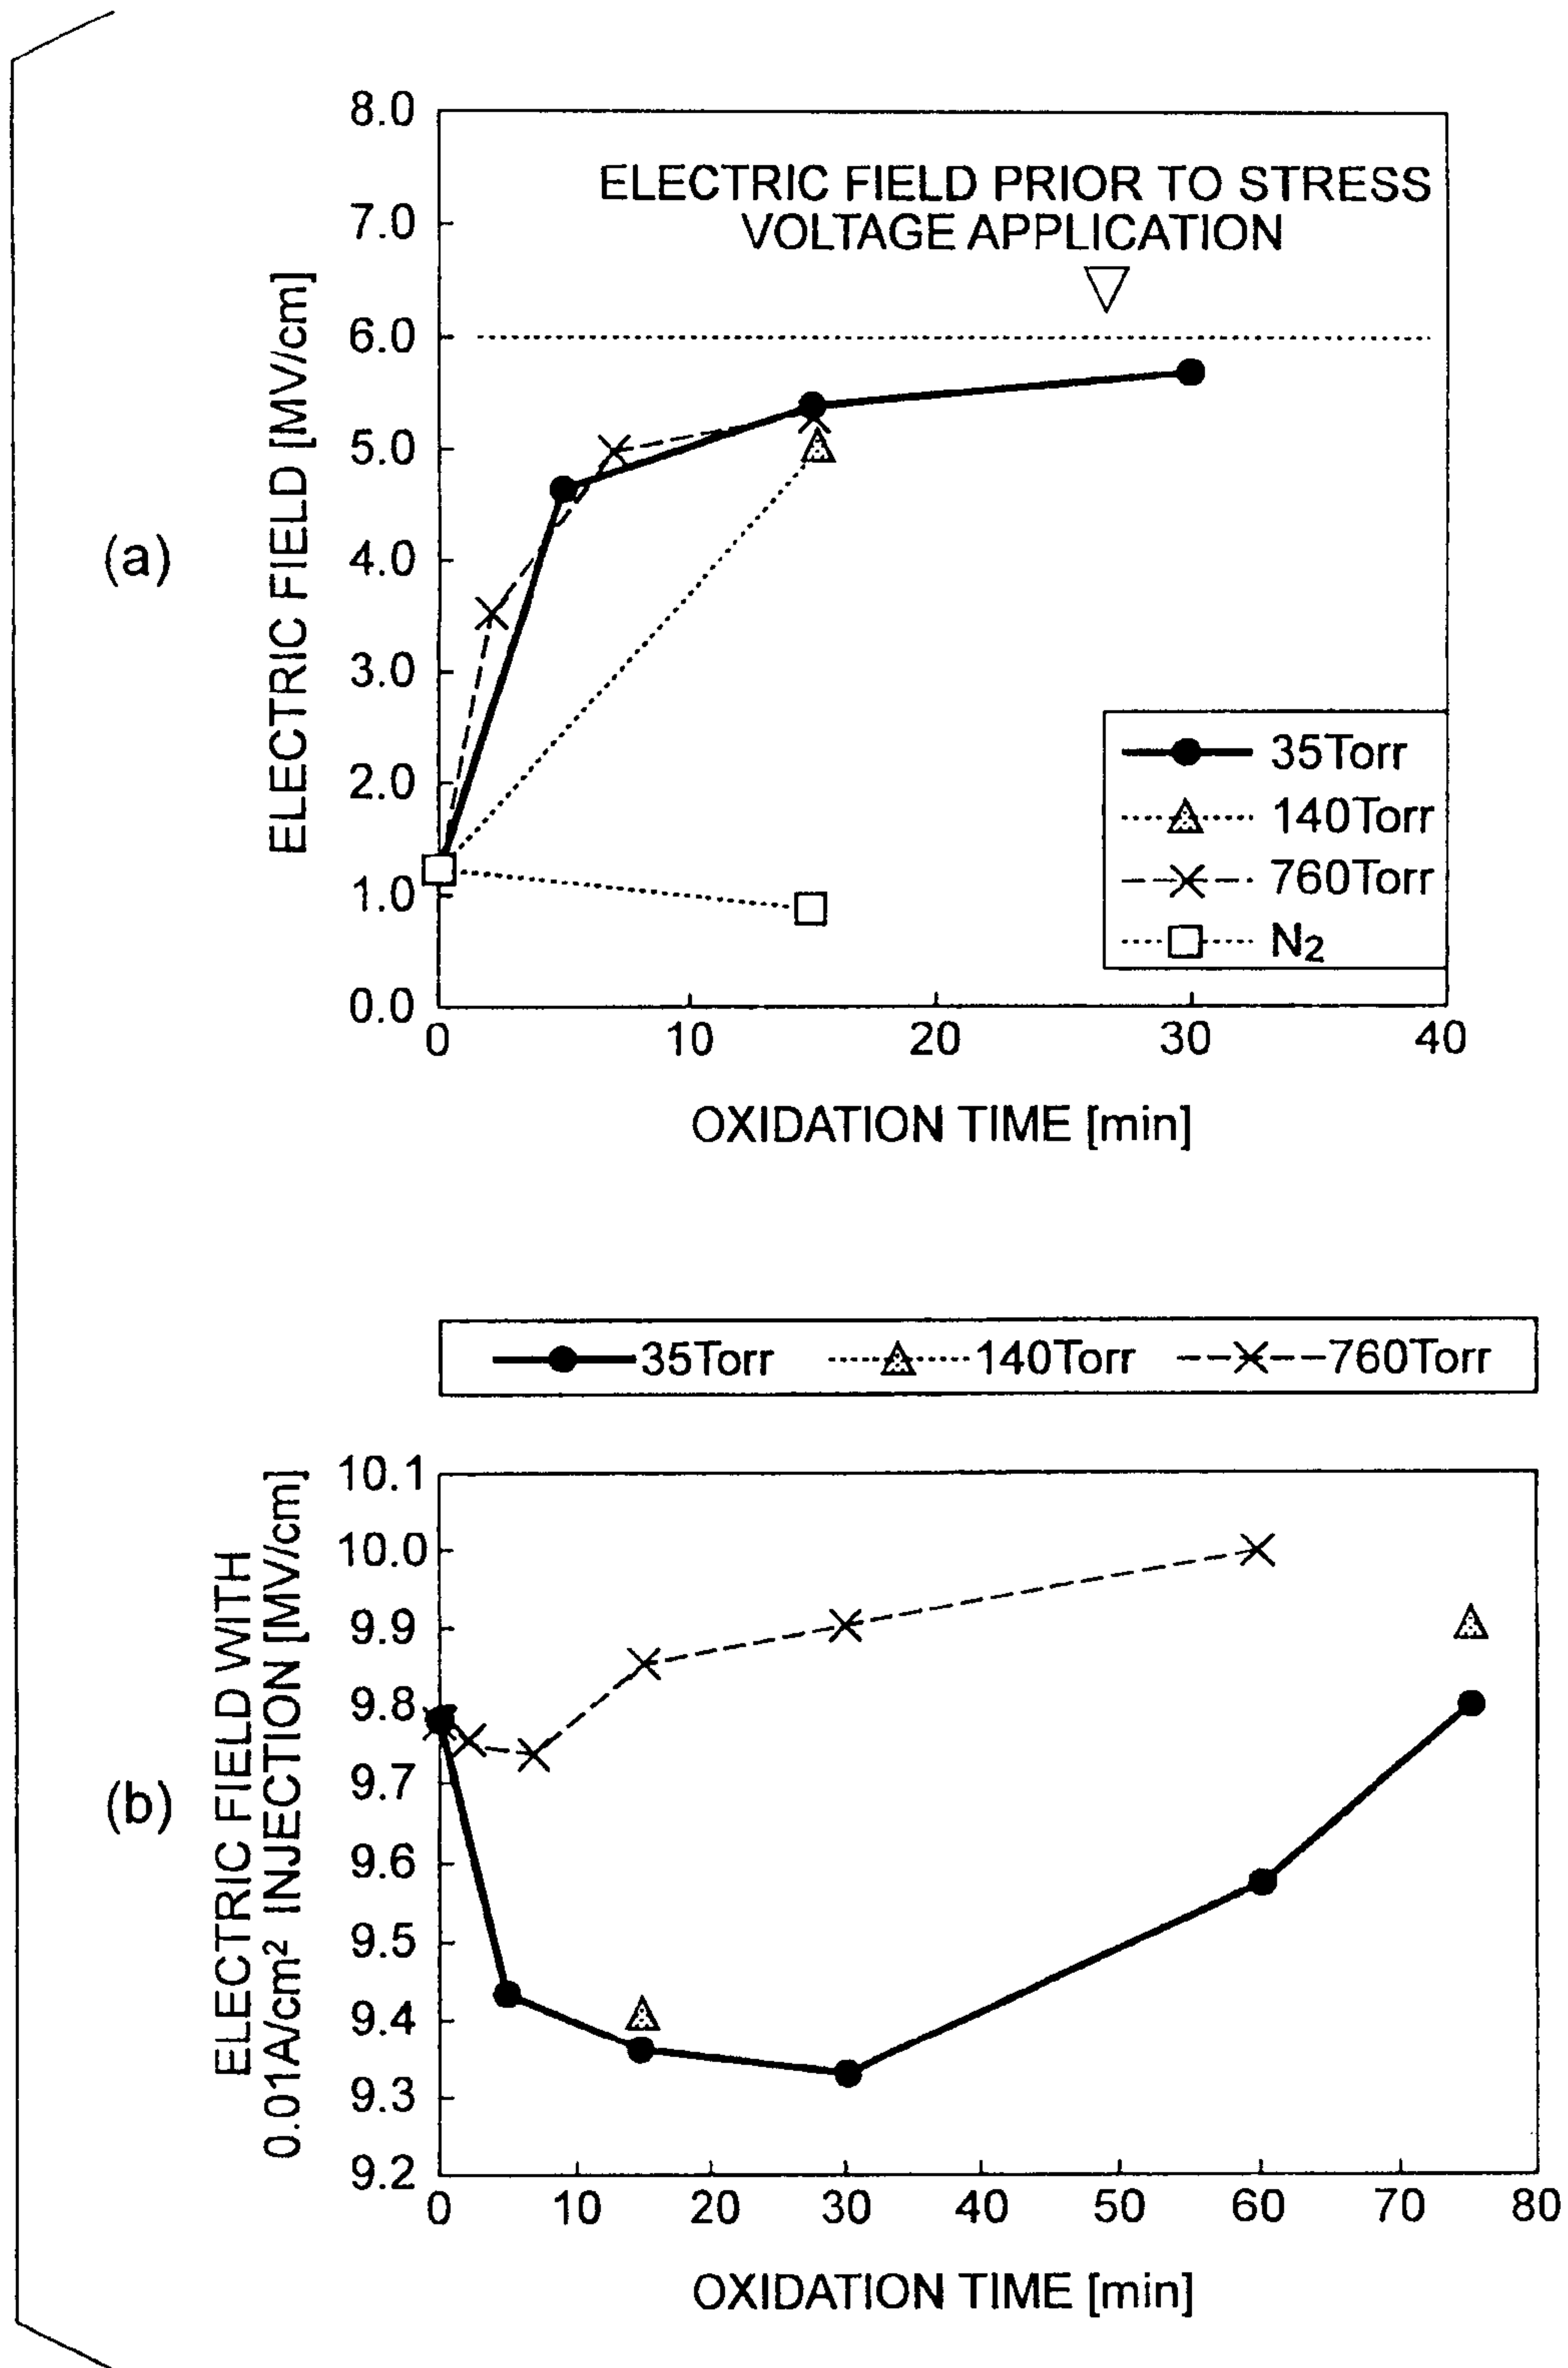 (a)
ELECTRIC FIELD [MV/cm]
8.0
7.0
6.0
5.0
4.0
3.0
2.0
1.0
0.0
ELECTRIC FIELD PRIOR TO STRESS
VOLTAGE APPLICATION
35Torr
140Torr
760Torr
N₂
0 10 20 30 40
OXIDATION TIME [min]
35Torr 140Torr 760Torr
(b)
ELECTRIC FIELD WITH
0.01A/cm² INJECTION [MV/cm]
10.1
10.0
9.9
9.8
9.7
9.6
9.5
9.4
9.3
9.2
0 10 20 30 40 50 60 70 80
OXIDATION TIME [min]